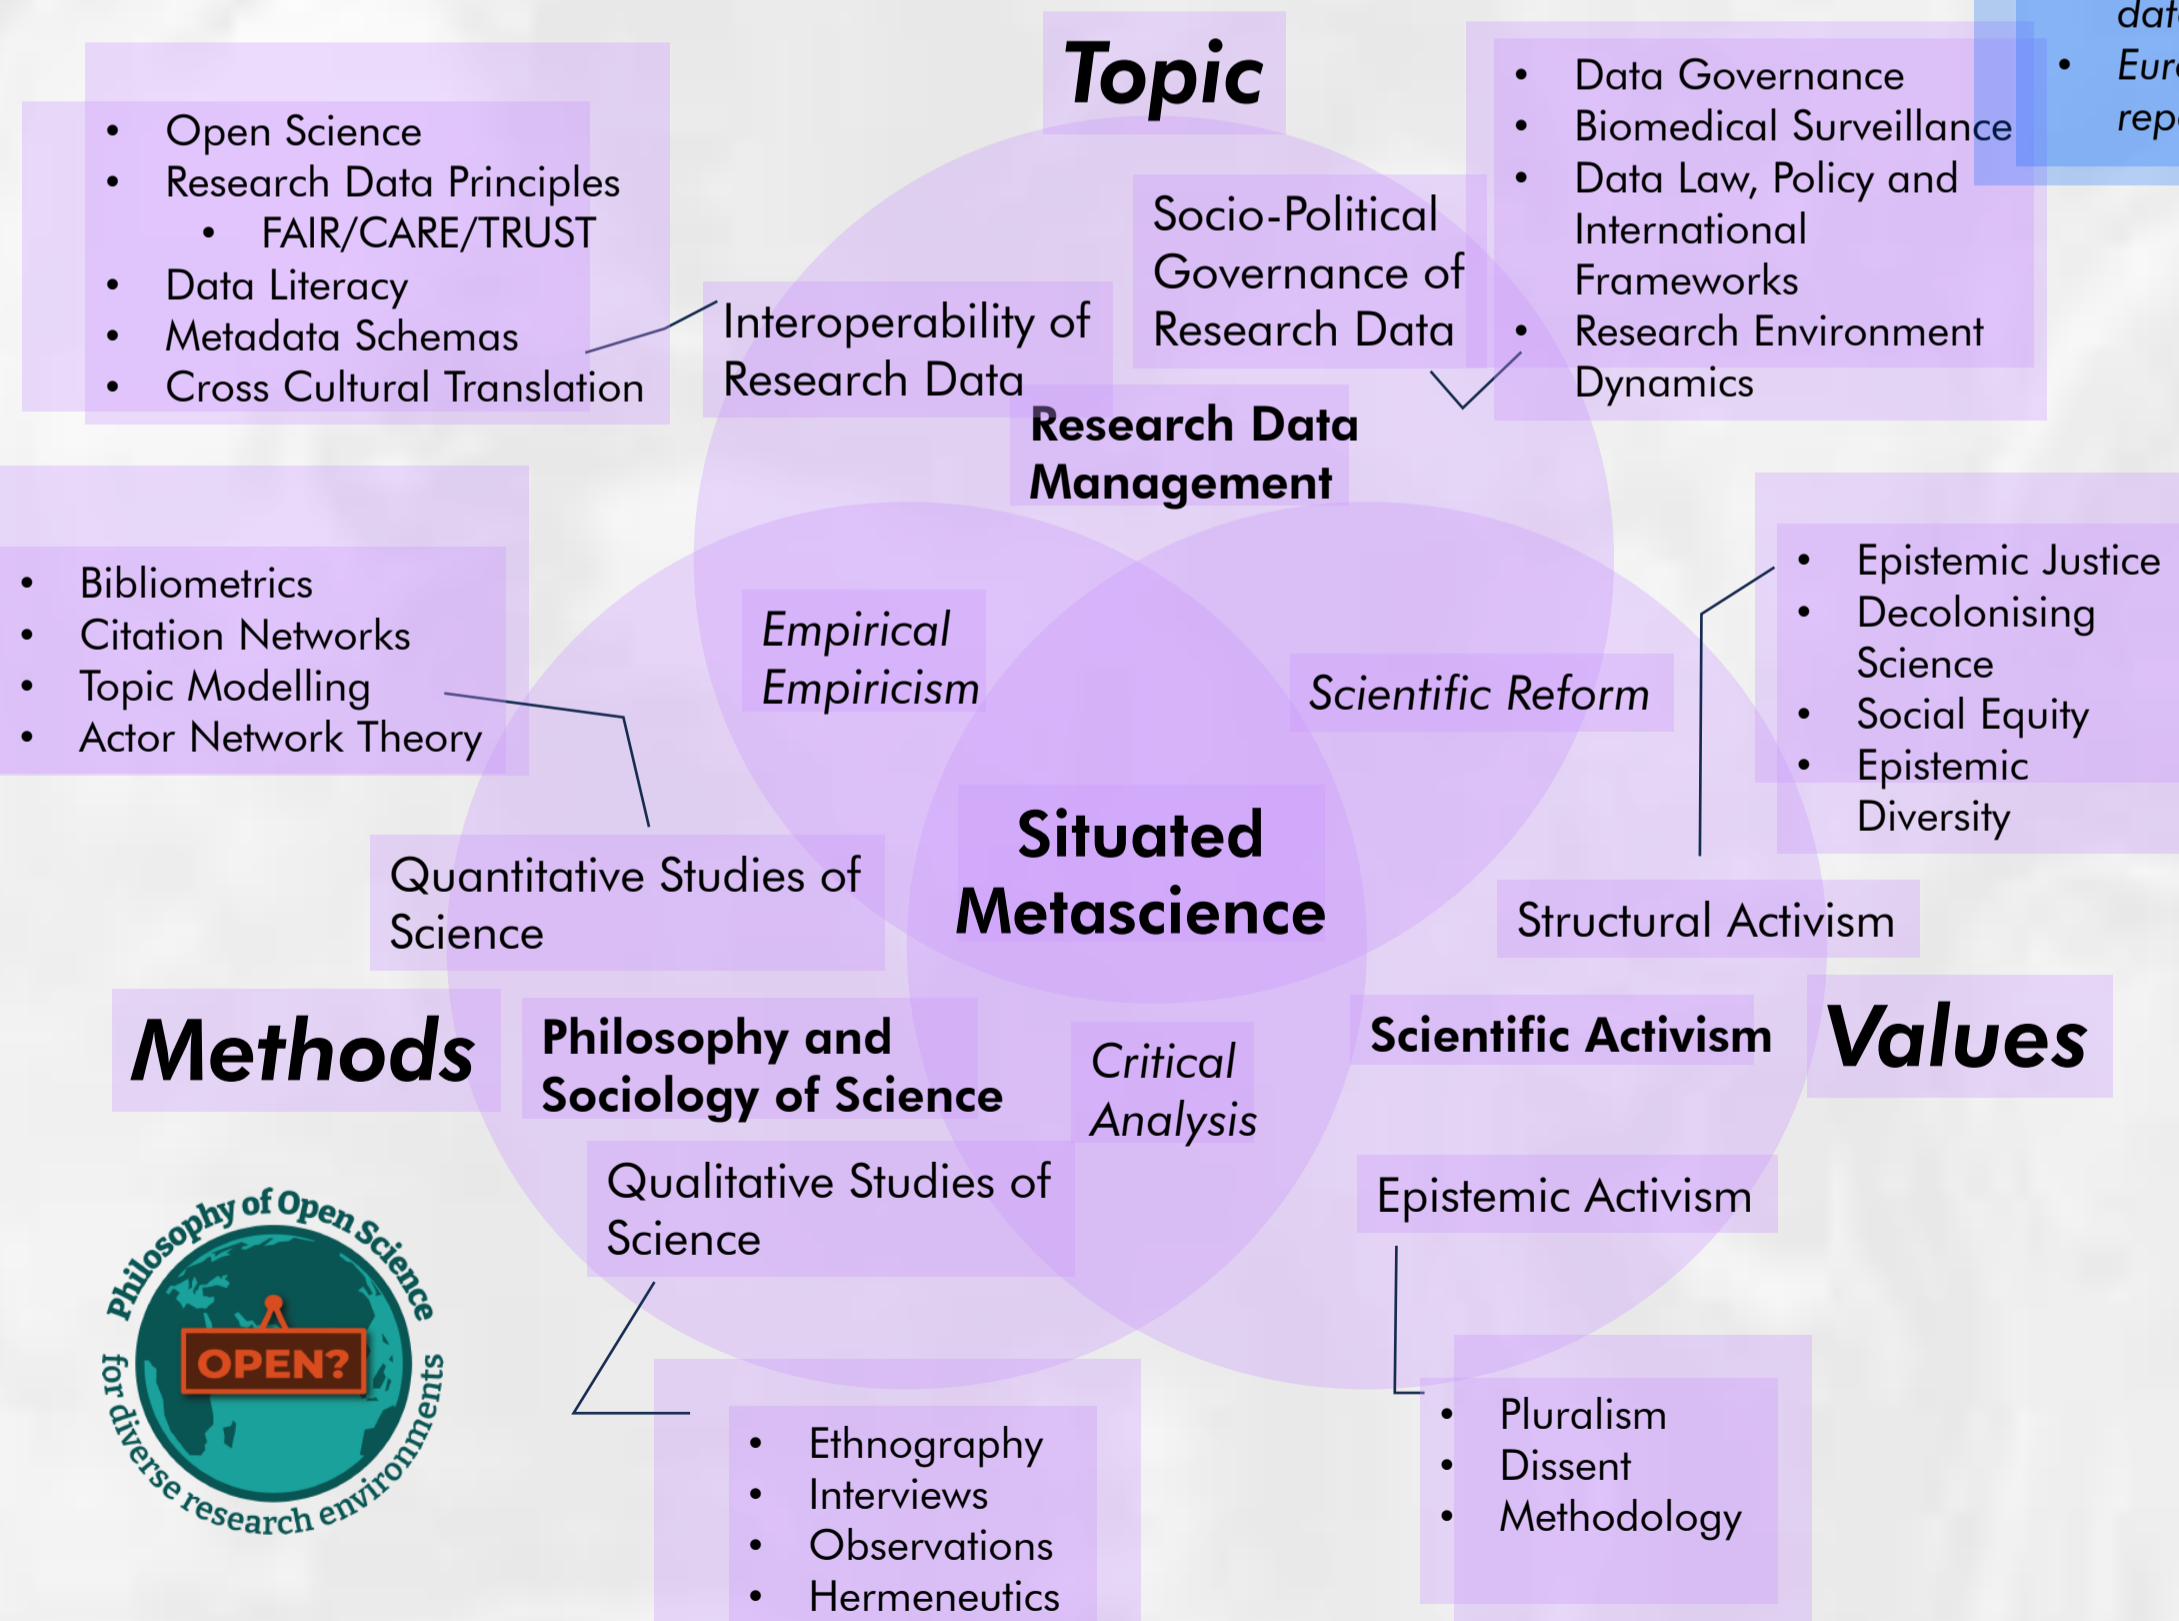 Topic
• Open Science
• Research Data Principles
• FAIR/CARE/TRUST
• Data Literacy
• Metadata Schemas
• Cross Cultural Translation
Interoperability of
Research Data
Socio-Political
Governance of
Research Data
• Data Governance
• Biomedical Surveillance
• Data Law, Policy and
International
Frameworks
• Research Environment
Dynamics
Research Data
Management
• Bibliometrics
• Citation Networks
• Topic Modelling
• Actor Network Theory
Empirical
Empiricism
Scientific Reform
• Epistemic Justice
• Decolonising
Science
• Social Equity
• Epistemic
Diversity
Situated
Metascience
Quantitative Studies of
Science
Structural Activism
Methods
Philosophy and
Sociology of Science
Critical
Analysis
Scientific Activism
Values
Qualitative Studies of
Science
Epistemic Activism
Philosophy of Open Science
OPEN?
for diverse research environments
• Ethnography
• Interviews
• Observations
• Hermeneutics
• Pluralism
• Dissent
• Methodology